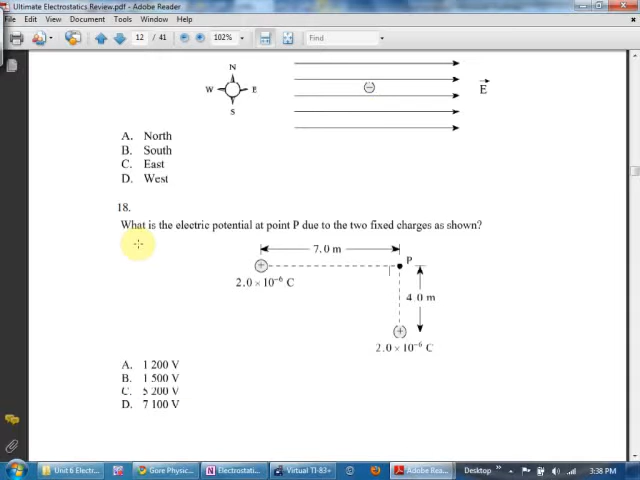 Ultimate Electrostatics Review.pdf - Adobe Reader
File Edit View Document Tools Window Help
12 / 41 102% Find
N
W E
S
E
A. North
B. South
C. East
D. West
18.
What is the electric potential at point P due to the two fixed charges as shown?
7.0 m
P
2.0 × 10⁻⁶ C
4.0 m
2.0 × 10⁻⁶ C
A. 1 200 V
B. 1 500 V
C. 5 200 V
D. 7 100 V
Unit 6 Electr... Gore Physic... Electrostati... Virtual TI-83+ Adobe Rea... Desktop » 3:38 PM